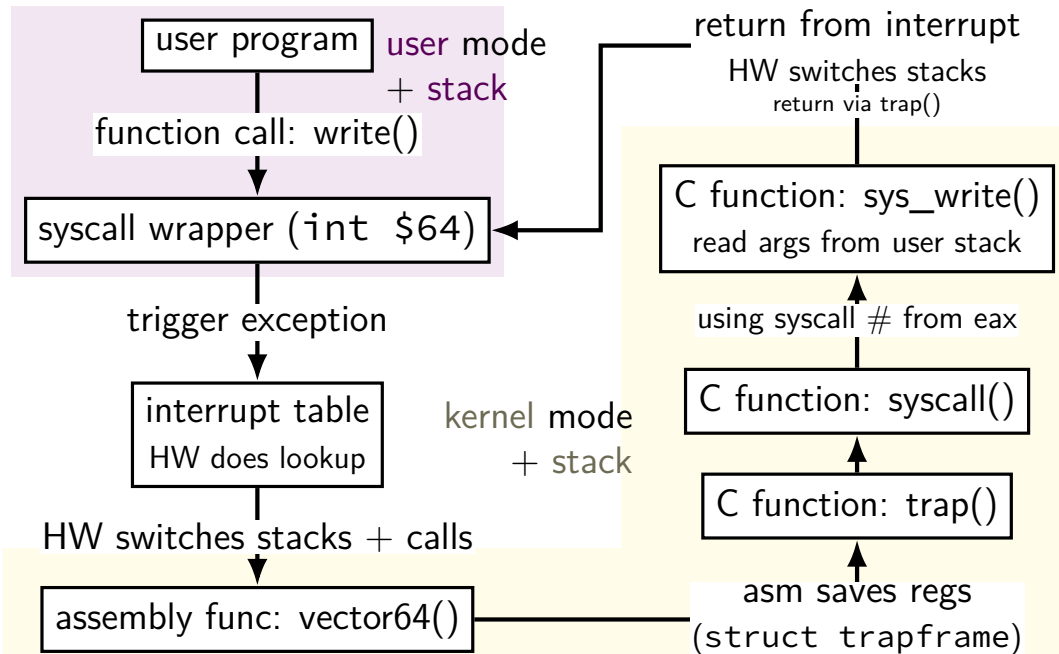 user program
user mode
+ stack
function call: write()
syscall wrapper (int $64)
trigger exception
interrupt table
HW does lookup
kernel mode
+ stack
HW switches stacks + calls
assembly func: vector64()
asm saves regs
(struct trapframe)
C function: trap()
C function: syscall()
using syscall # from eax
C function: sys_write()
read args from user stack
return from interrupt
HW switches stacks
return via trap()